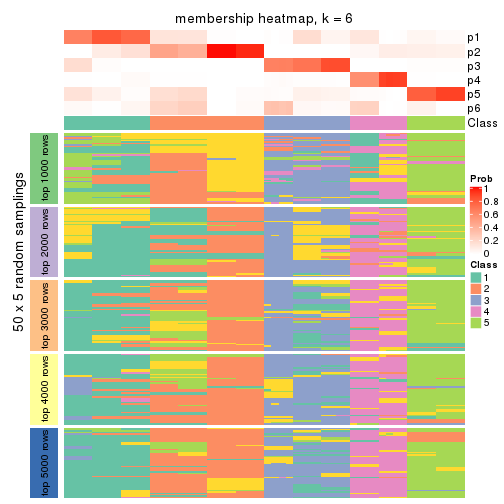 membership heatmap, k = 6
p1
p2
p3
p4
p5
p6
Class
50 x 5 random samplings
top 1000 rows
top 2000 rows
top 3000 rows
top 4000 rows
top 5000 rows
Prob
1
0.8
0.6
0.4
0.2
0
Class
1
2
3
4
5